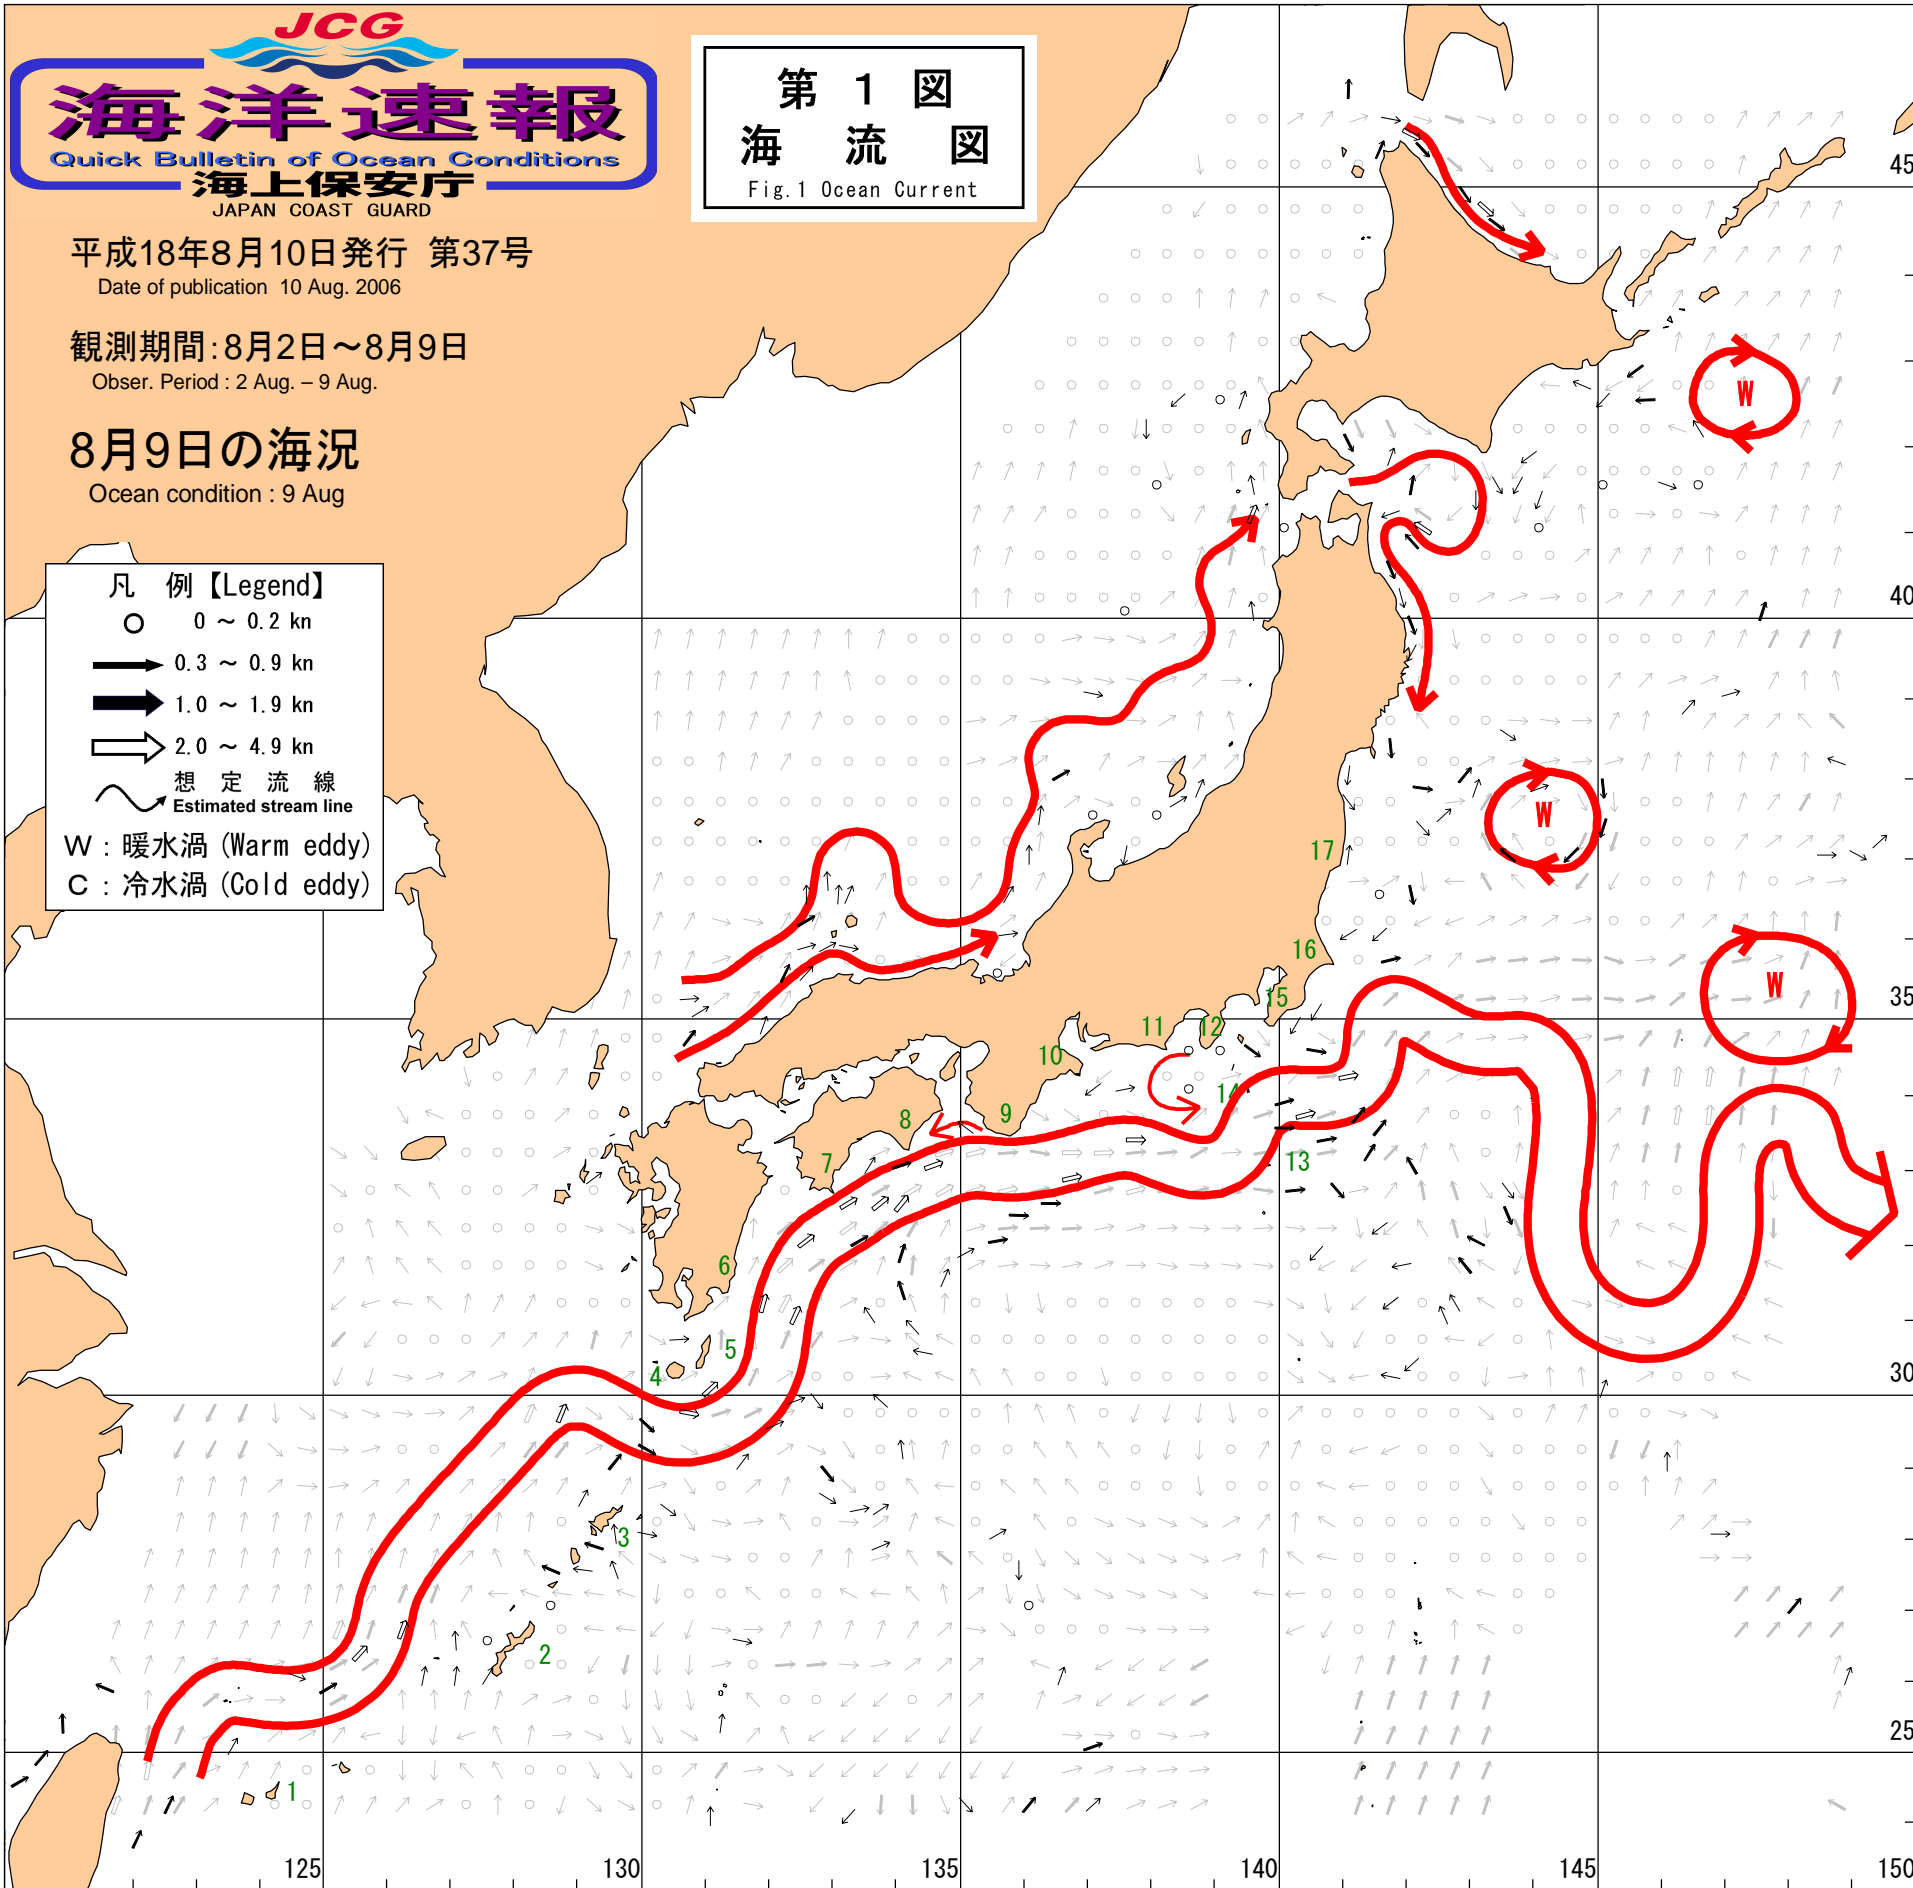 JCG
海洋速報
Quick Bulletin of Ocean Conditions
海上保安庁
JAPAN COAST GUARD
第 1 図
海 流 図
Fig.1 Ocean Current
平成18年8月10日発行 第37号
Date of publication 10 Aug. 2006
観測期間:8月2日～8月9日
Obser. Period : 2 Aug. – 9 Aug.
8月9日の海況
Ocean condition : 9 Aug
凡 例【Legend】
0 ～ 0.2 kn
0.3 ～ 0.9 kn
1.0 ～ 1.9 kn
2.0 ～ 4.9 kn
想 定 流 線
Estimated stream line
W : 暖水渦 (Warm eddy)
C : 冷水渦 (Cold eddy)
45
W
40
W
17
16
W
35
15
12
11
10
14
9
8
7
13
6
5
4
30
3
2
25
1
125
130
135
140
145
150